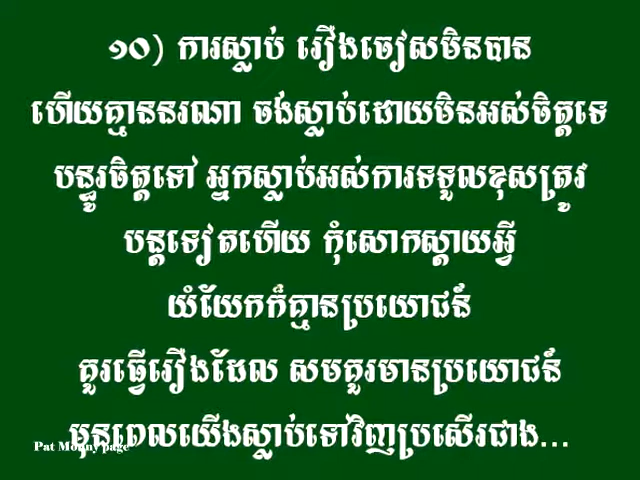 ១០) ការស្លាប់ រឿងចៀសមិនបាន
ហើយគ្មាននរណា ចង់ស្លាប់ដោយមិនអស់ចិត្តទេ
បន្ធូរចិត្តទៅ អ្នកស្លាប់អស់ការទទួលខុសត្រូវ
បន្តទៀតហើយ កុំសោកស្ដាយអ្វី
យំយែកក៏គ្មានប្រយោជន៍
គួរធ្វើរឿងដែល សមគួរមានប្រយោជន៍
មុនពេលយើងស្លាប់ទៅវិញប្រសើរជាង...
Pat Monny page